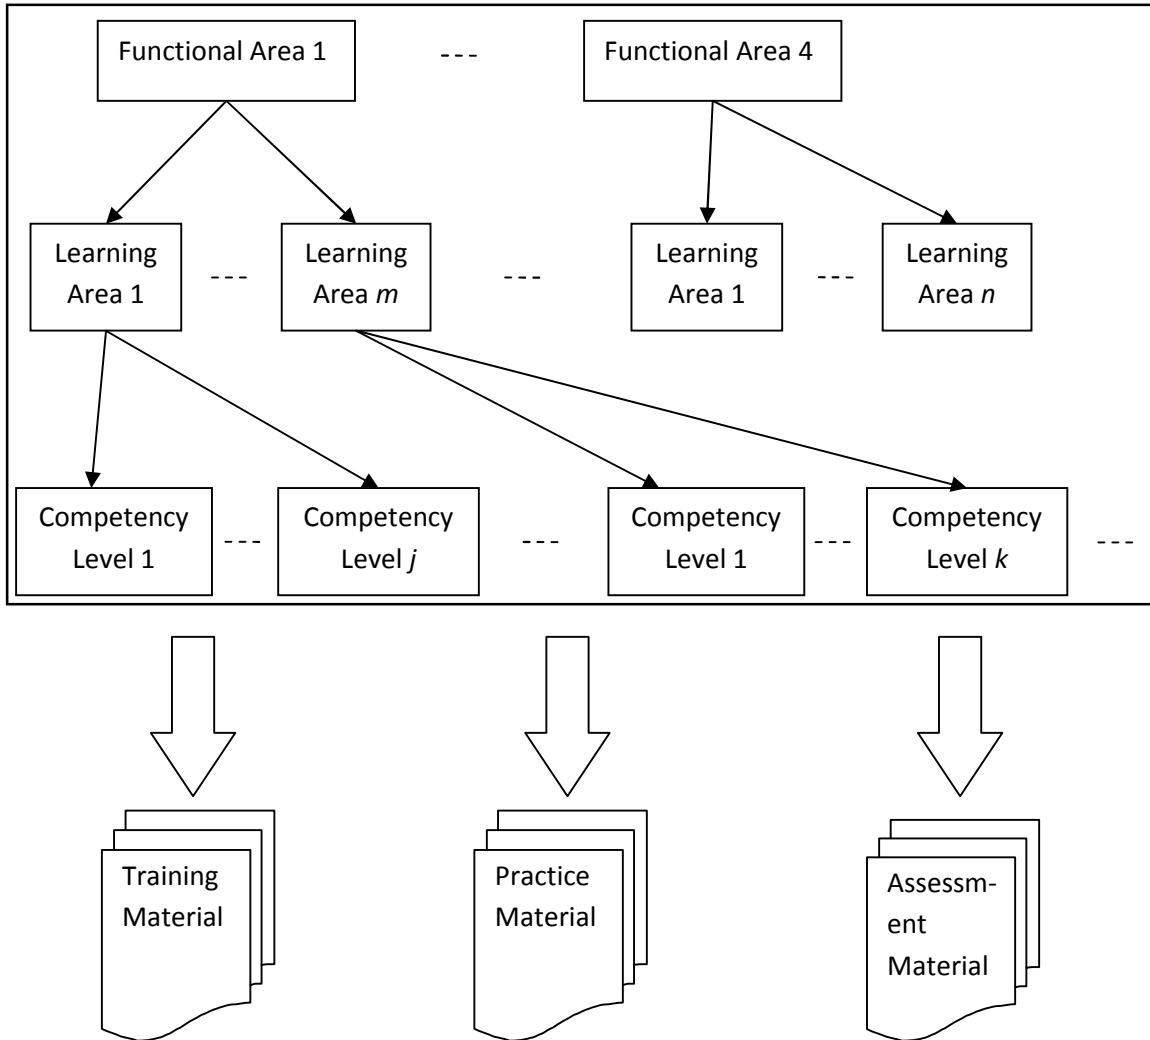 Functional Area 1
---
Functional Area 4
Learning
Area 1
---
Learning
Area m
---
Learning
Area 1
---
Learning
Area n
Competency
Level 1
---
Competency
Level j
---
Competency
Level 1
---
Competency
Level k
---
Training
Material
Practice
Material
Assessm-
ent
Material